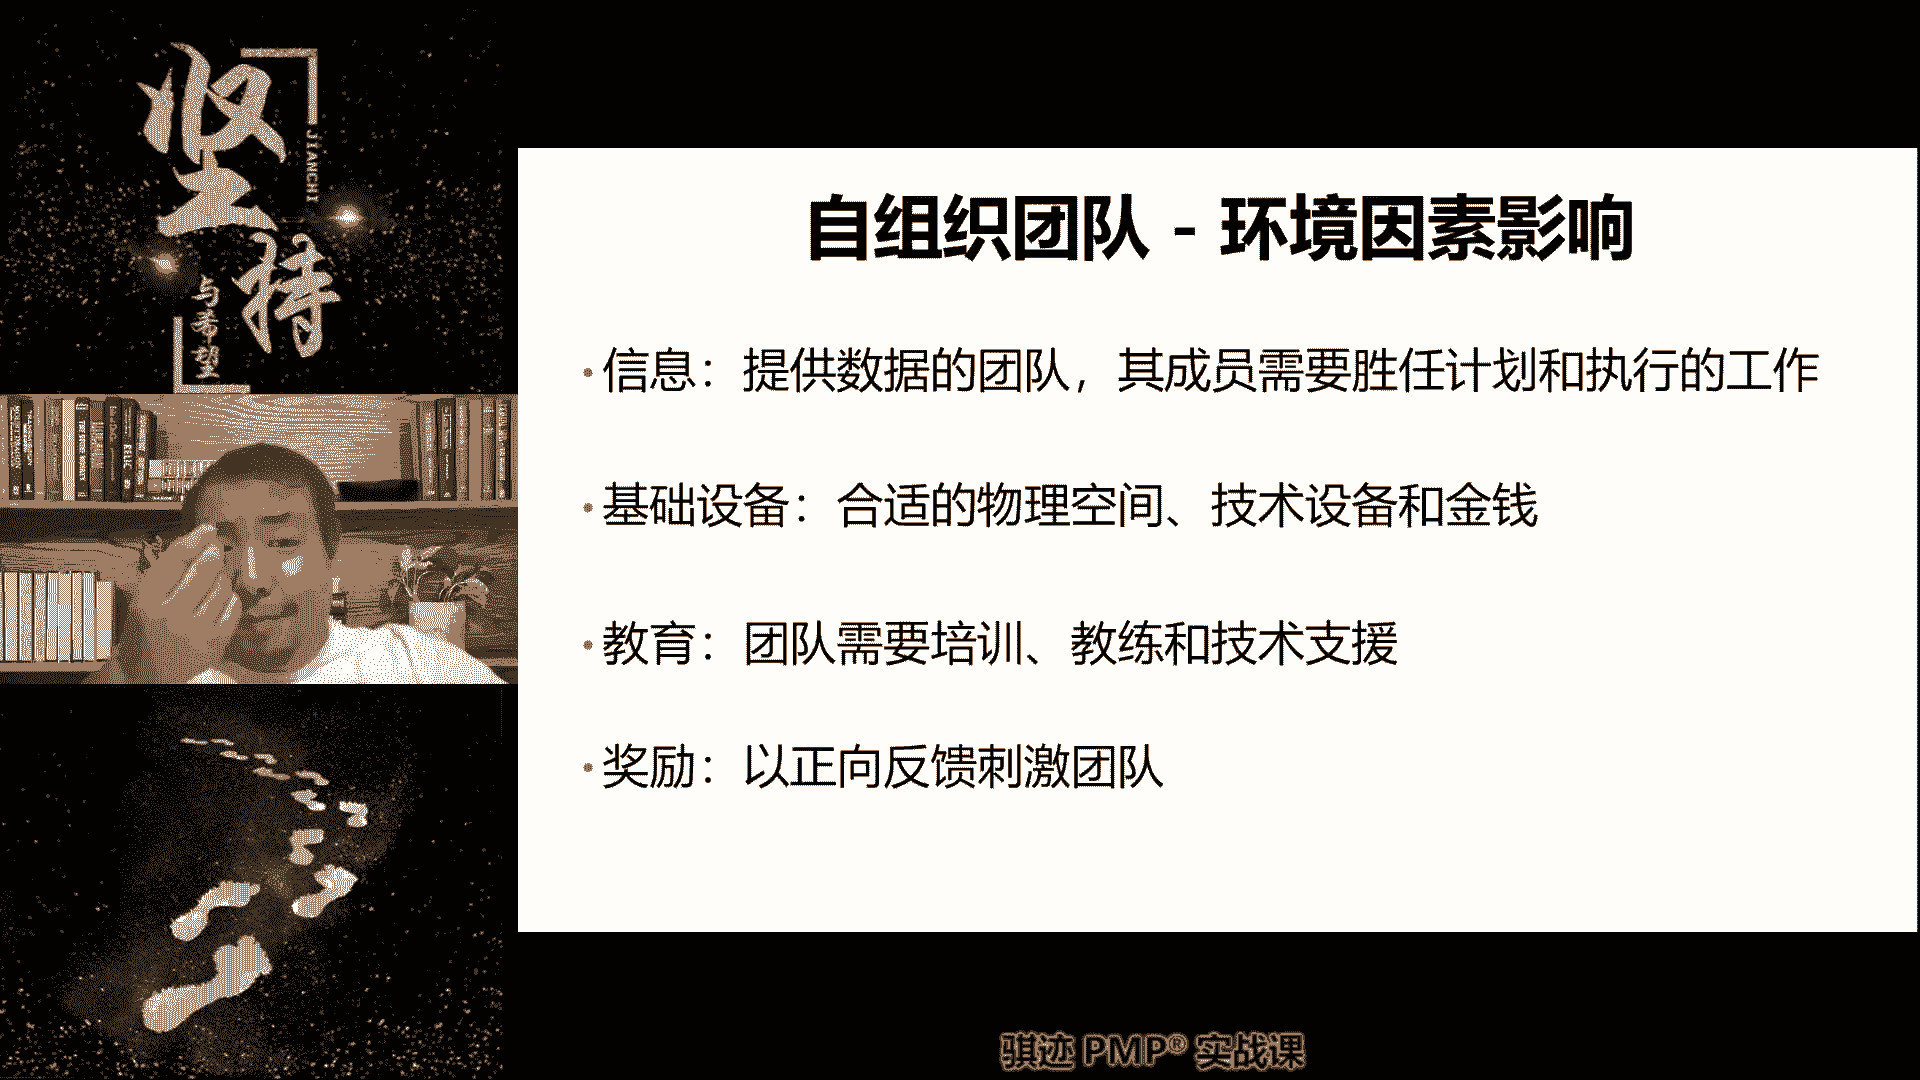 坚持
JIANCHI
与希望
RELIC
自组织团队 - 环境因素影响
• 信息：提供数据的团队，其成员需要胜任计划和执行的工作
• 基础设备：合适的物理空间、技术设备和金钱
• 教育：团队需要培训、教练和技术支援
• 奖励：以正向反馈刺激团队
骐迹 PMP® 实战课